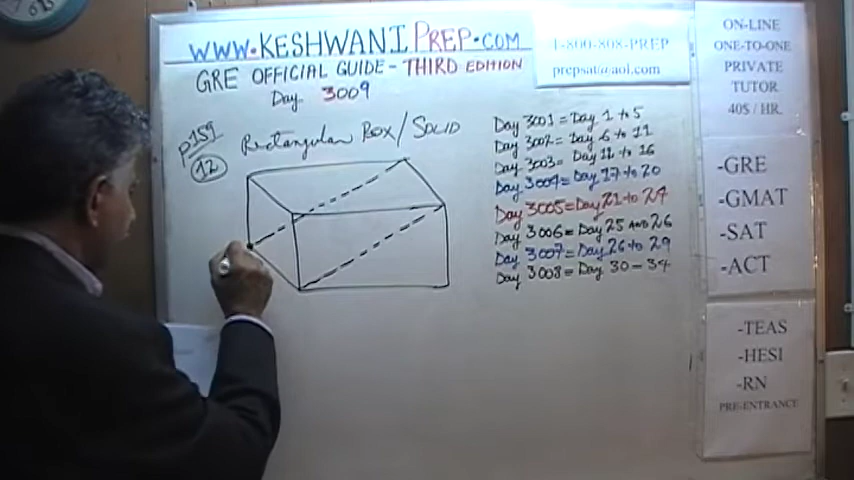 WWW.KESHWANIPREP.COM
GRE OFFICIAL GUIDE - THIRD EDITION
Day 3009
P159
12
Rectangular BOX/SOLID
1-800-808-PREP
prepsat@aol.com
Day 3001 = Day 1 to 5
Day 3002 = Day 6 to 11
Day 3003 = Day 12 to 16
Day 3004 = Day 17 to 20
Day 3005 = Day 21 to 24
Day 3006 = Day 25 AND 26
Day 3007 = Day 26 to 29
Day 3008 = Day 30 - 34
ON-LINE
ONE-TO-ONE
PRIVATE
TUTOR
40$ / HR.
-GRE
-GMAT
-SAT
-ACT
-TEAS
-HESI
-RN
PRE-ENTRANCE